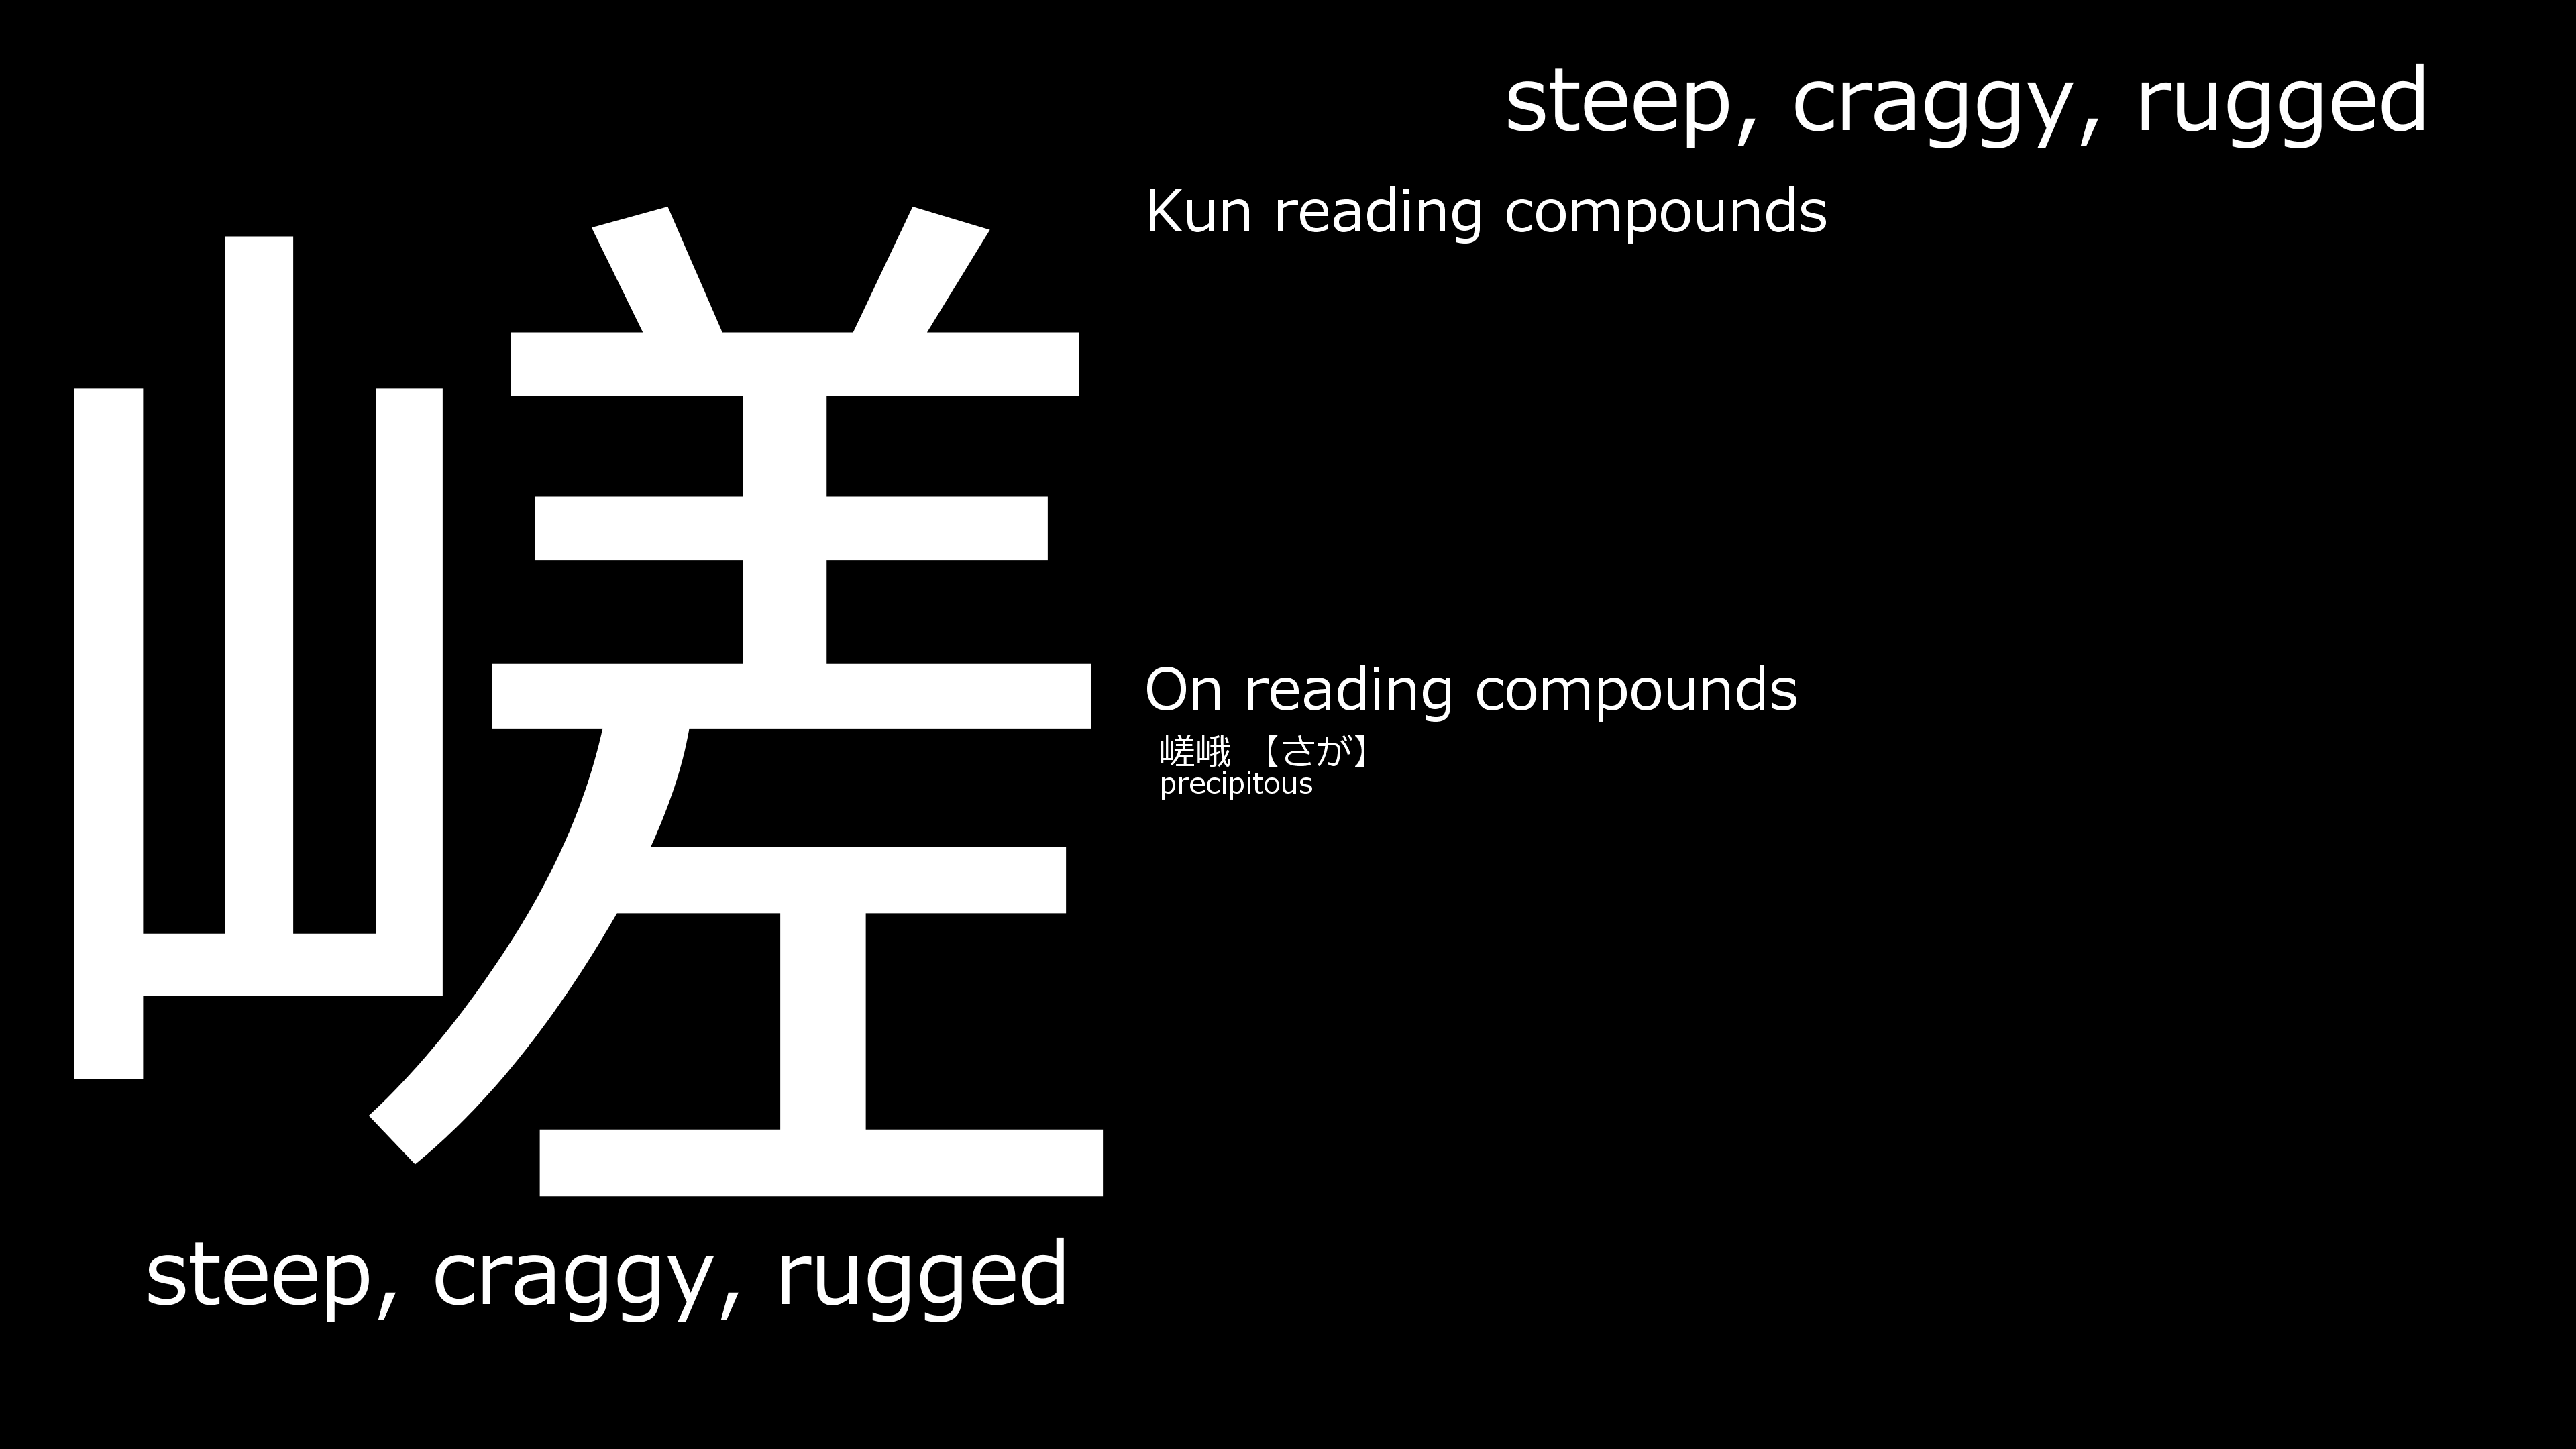 嵯
steep, craggy, rugged
steep, craggy, rugged
Kun reading compounds
On reading compounds
嵯峨 【さが】
precipitous